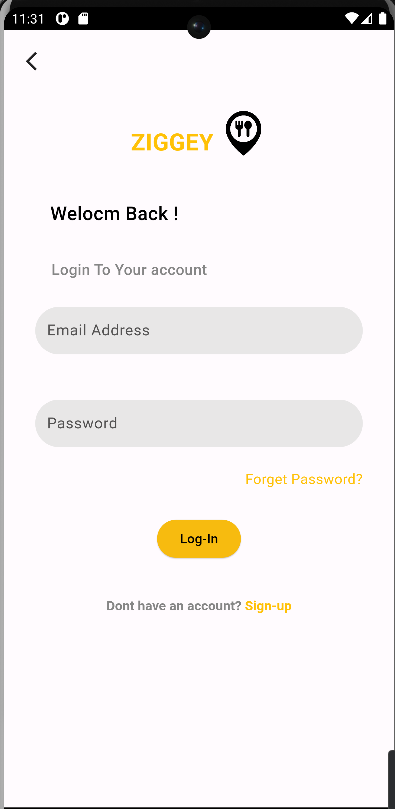 11:31
ZIGGEY
Welocm Back !
Login To Your account
Email Address
Password
Forget Password?
Log-In
Dont have an account? Sign-up